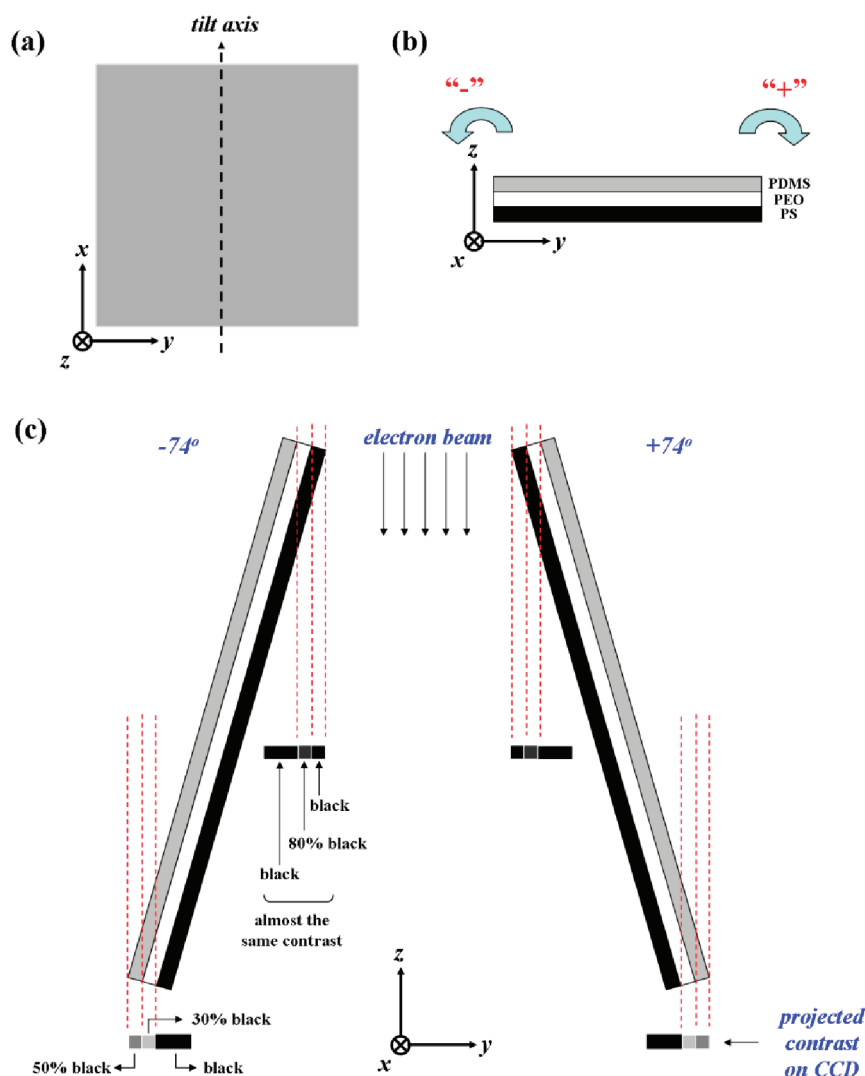 (a)
tilt axis
x
z
y
(b)
“-”
“+”
z
PDMS
PEO
PS
x
y
(c)
-74°
electron beam
+74°
black
80% black
black
almost the
same contrast
z
x
y
30% black
50% black
black
projected
contrast
on CCD